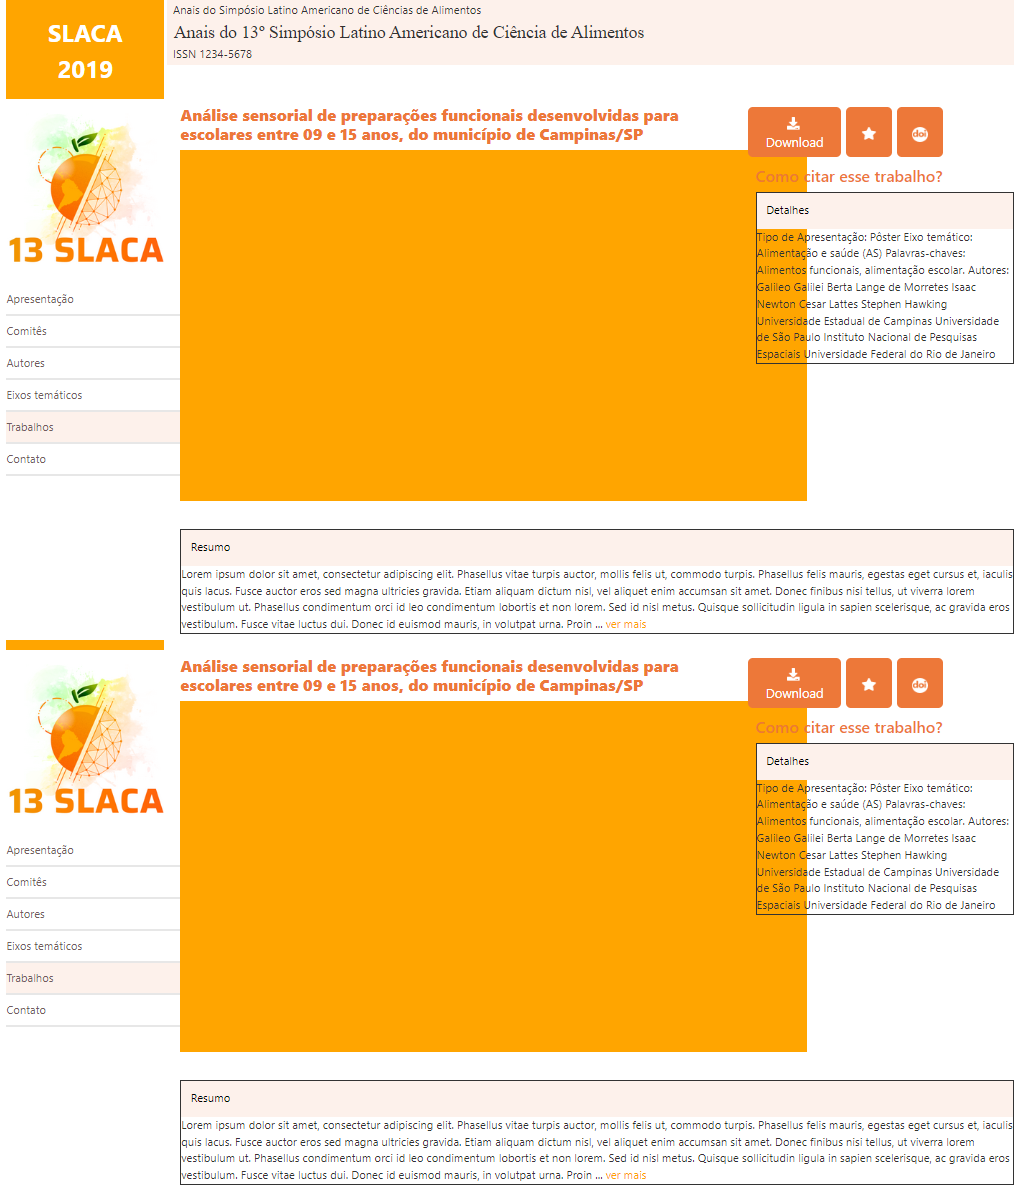 SLACA
2019
Anais do Simpósio Latino Americano de Ciências de Alimentos
Anais do 13º Simpósio Latino Americano de Ciência de Alimentos
ISSN 1234-5678
13 SLACA
Apresentação
Comitês
Autores
Eixos temáticos
Trabalhos
Contato
Análise sensorial de preparações funcionais desenvolvidas para
escolares entre 09 e 15 anos, do município de Campinas/SP
Download
doi
Como citar esse trabalho?
Detalhes
Tipo de Apresentação: Pôster Eixo temático:
Alimentação e saúde (AS) Palavras-chaves:
Alimentos funcionais, alimentação escolar. Autores:
Galileo Galilei Berta Lange de Morretes Isaac
Newton Cesar Lattes Stephen Hawking
Universidade Estadual de Campinas Universidade
de São Paulo Instituto Nacional de Pesquisas
Espaciais Universidade Federal do Rio de Janeiro
Resumo
Lorem ipsum dolor sit amet, consectetur adipiscing elit. Phasellus vitae turpis auctor, mollis felis ut, commodo turpis. Phasellus felis mauris, egestas eget cursus et, iaculis
quis lacus. Fusce auctor eros sed magna ultricies gravida. Etiam aliquam dictum nisl, vel aliquet enim accumsan sit amet. Donec finibus nisi tellus, ut viverra lorem
vestibulum ut. Phasellus condimentum orci id leo condimentum lobortis et non lorem. Sed id nisl metus. Quisque sollicitudin ligula in sapien scelerisque, ac gravida eros
vestibulum. Fusce vitae luctus dui. Donec id euismod mauris, in volutpat urna. Proin ... ver mais
13 SLACA
Apresentação
Comitês
Autores
Eixos temáticos
Trabalhos
Contato
Análise sensorial de preparações funcionais desenvolvidas para
escolares entre 09 e 15 anos, do município de Campinas/SP
Download
doi
Como citar esse trabalho?
Detalhes
Tipo de Apresentação: Pôster Eixo temático:
Alimentação e saúde (AS) Palavras-chaves:
Alimentos funcionais, alimentação escolar. Autores:
Galileo Galilei Berta Lange de Morretes Isaac
Newton Cesar Lattes Stephen Hawking
Universidade Estadual de Campinas Universidade
de São Paulo Instituto Nacional de Pesquisas
Espaciais Universidade Federal do Rio de Janeiro
Resumo
Lorem ipsum dolor sit amet, consectetur adipiscing elit. Phasellus vitae turpis auctor, mollis felis ut, commodo turpis. Phasellus felis mauris, egestas eget cursus et, iaculis
quis lacus. Fusce auctor eros sed magna ultricies gravida. Etiam aliquam dictum nisl, vel aliquet enim accumsan sit amet. Donec finibus nisi tellus, ut viverra lorem
vestibulum ut. Phasellus condimentum orci id leo condimentum lobortis et non lorem. Sed id nisl metus. Quisque sollicitudin ligula in sapien scelerisque, ac gravida eros
vestibulum. Fusce vitae luctus dui. Donec id euismod mauris, in volutpat urna. Proin ... ver mais